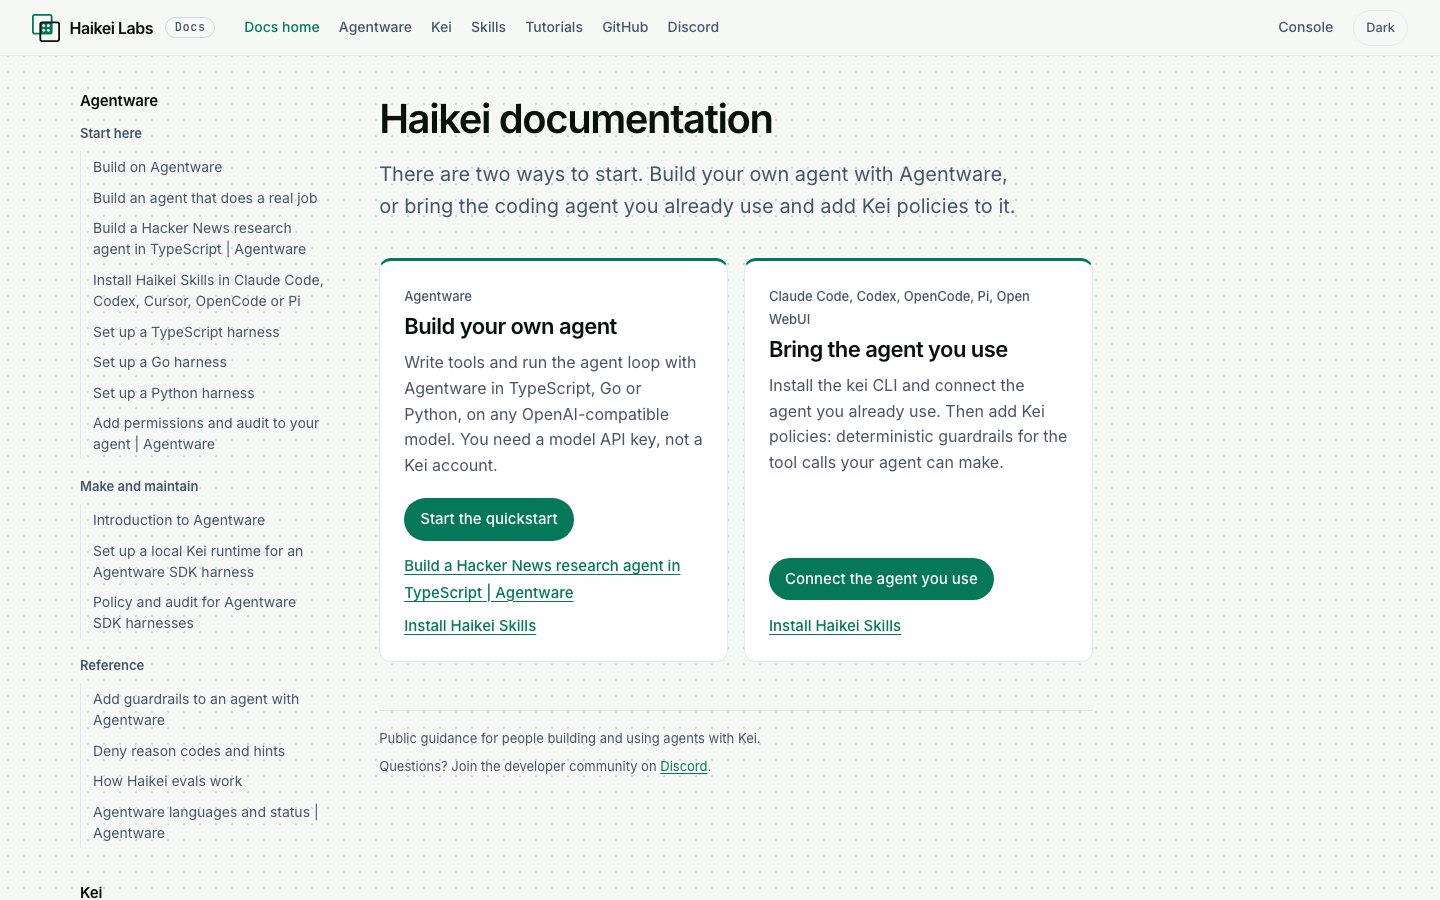 Haikei Labs
Docs
Docs home
Agentware
Kei
Skills
Tutorials
GitHub
Discord
Console
Dark
Agentware
Start here
Build on Agentware
Build an agent that does a real job
Build a Hacker News research
agent in TypeScript | Agentware
Install Haikei Skills in Claude Code,
Codex, Cursor, OpenCode or Pi
Set up a TypeScript harness
Set up a Go harness
Set up a Python harness
Add permissions and audit to your
agent | Agentware
Make and maintain
Introduction to Agentware
Set up a local Kei runtime for an
Agentware SDK harness
Policy and audit for Agentware
SDK harnesses
Reference
Add guardrails to an agent with
Agentware
Deny reason codes and hints
How Haikei evals work
Agentware languages and status |
Agentware
Kei
Haikei documentation
There are two ways to start. Build your own agent with Agentware,
or bring the coding agent you already use and add Kei policies to it.
Agentware
Build your own agent
Write tools and run the agent loop with
Agentware in TypeScript, Go or
Python, on any OpenAI-compatible
model. You need a model API key, not a
Kei account.
Start the quickstart
Build a Hacker News research agent in
TypeScript | Agentware
Install Haikei Skills
Claude Code, Codex, OpenCode, Pi, Open
WebUI
Bring the agent you use
Install the kei CLI and connect the
agent you already use. Then add Kei
policies: deterministic guardrails for the
tool calls your agent can make.
Connect the agent you use
Install Haikei Skills
Public guidance for people building and using agents with Kei.
Questions? Join the developer community on Discord.